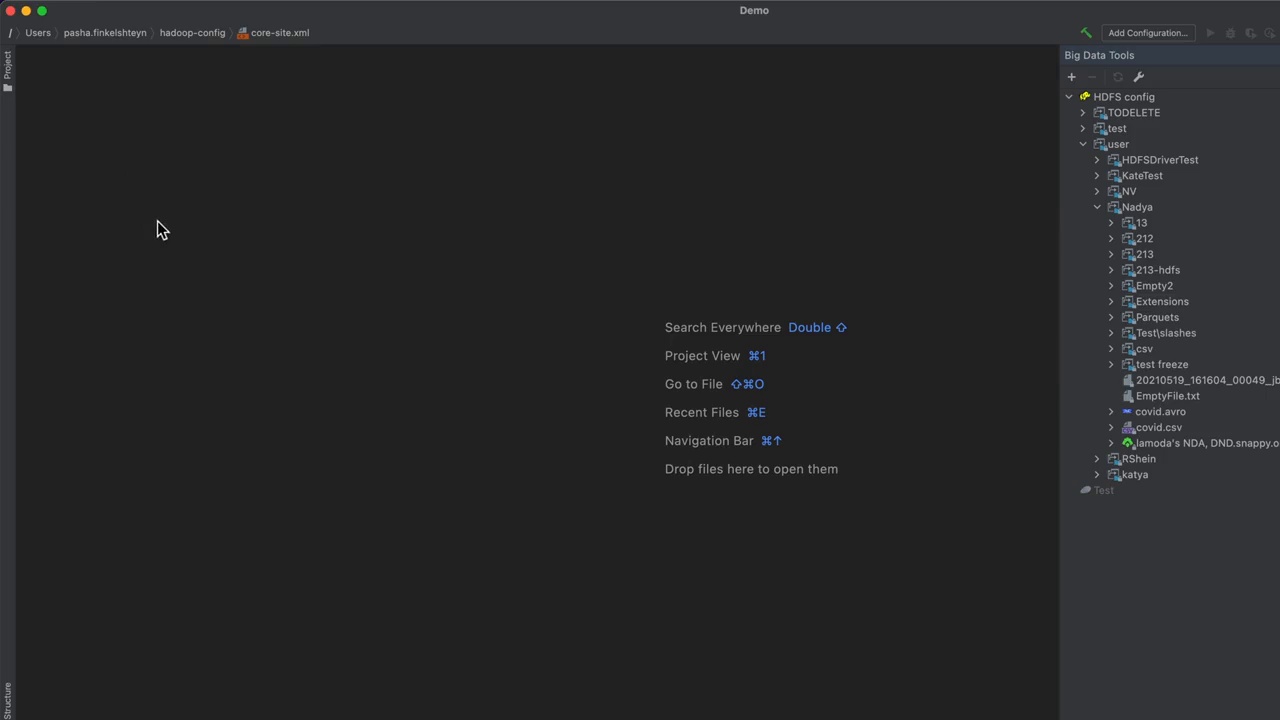 Demo
/ Users pasha.finkelshteyn hadoop-config core-site.xml
Add Configuration...
Project
Structure
Search Everywhere Double ⇧
Project View ⌘1
Go to File ⇧⌘O
Recent Files ⌘E
Navigation Bar ⌘↑
Drop files here to open them
Big Data Tools
HDFS config
TODELETE
test
user
HDFSDriverTest
KateTest
NV
Nadya
13
212
213
213-hdfs
Empty2
Extensions
Parquets
Test\slashes
csv
test freeze
20210519_161604_00049_jb
EmptyFile.txt
covid.avro
covid.csv
lamoda's NDA, DND.snappy.o
RShein
katya
Test